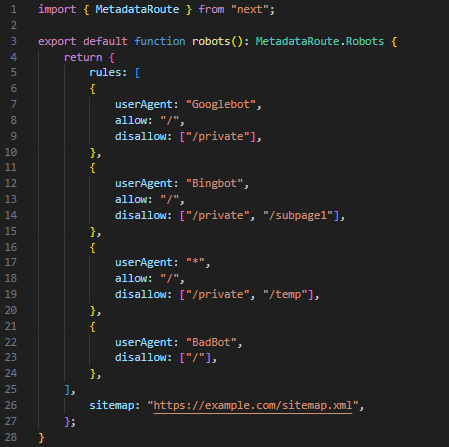 1 import { MetadataRoute } from "next";
2
3 export default function robots(): MetadataRoute.Robots {
4     return {
5         rules: [
6         {
7             userAgent: "Googlebot",
8             allow: "/",
9             disallow: ["/private"],
10         },
11         {
12             userAgent: "Bingbot",
13             allow: "/",
14             disallow: ["/private", "/subpage1"],
15         },
16         {
17             userAgent: "*",
18             allow: "/",
19             disallow: ["/private", "/temp"],
20         },
21         {
22             userAgent: "BadBot",
23             disallow: ["/"],
24         },
25     ],
26         sitemap: "https://example.com/sitemap.xml",
27     };
28 }